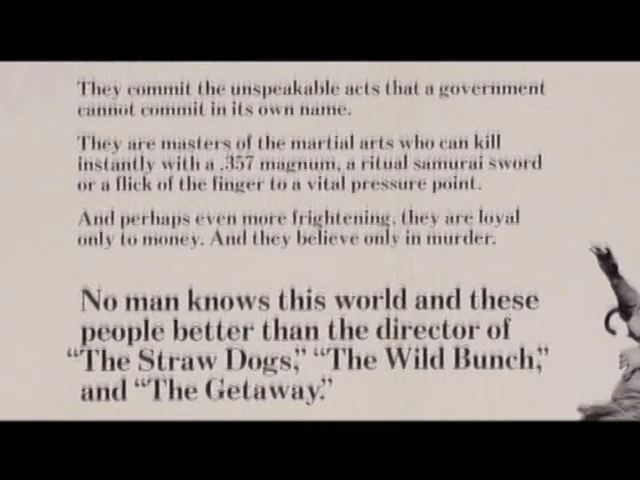 They commit the unspeakable acts that a government
cannot commit in its own name.
They are masters of the martial arts who can kill
instantly with a .357 magnum, a ritual samurai sword
or a flick of the finger to a vital pressure point.
And perhaps even more frightening, they are loyal
only to money. And they believe only in murder.
No man knows this world and these
people better than the director of
“The Straw Dogs,” “The Wild Bunch,”
and “The Getaway.”